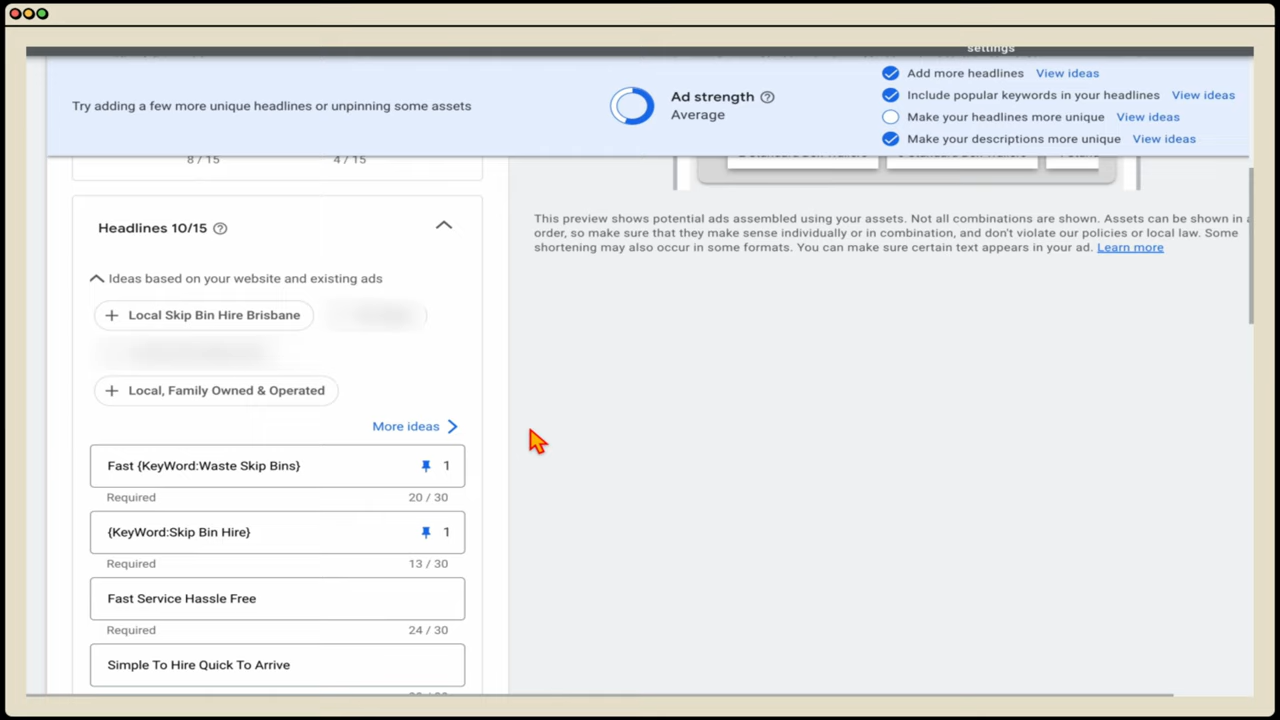 settings
Try adding a few more unique headlines or unpinning some assets
Ad strength
Average
Add more headlines View ideas
Include popular keywords in your headlines View ideas
Make your headlines more unique View ideas
Make your descriptions more unique View ideas
8 / 15 4 / 15
Headlines 10/15
Ideas based on your website and existing ads
+ Local Skip Bin Hire Brisbane
+ Local, Family Owned & Operated
More ideas
Fast {KeyWord:Waste Skip Bins} 1
Required 20 / 30
{KeyWord:Skip Bin Hire} 1
Required 13 / 30
Fast Service Hassle Free
Required 24 / 30
Simple To Hire Quick To Arrive
This preview shows potential ads assembled using your assets. Not all combinations are shown. Assets can be shown in a
order, so make sure that they make sense individually or in combination, and don't violate our policies or local law. Some
shortening may also occur in some formats. You can make sure certain text appears in your ad. Learn more